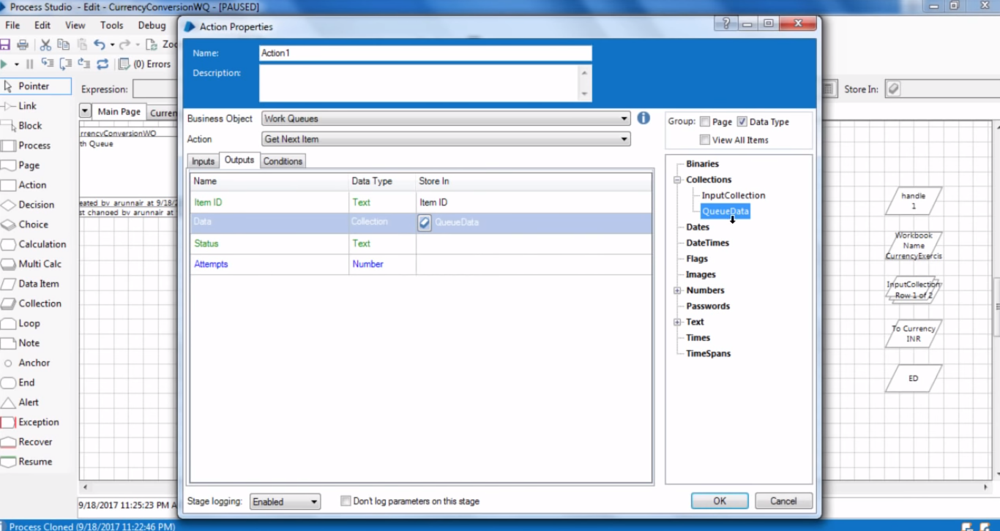 Process Studio - Edit - CurrencyConversionWQ - [PAUSED]
File Edit View Tools Debug
(0) Errors
Expression:
Store In:
Main Page
Pointer
Link
Block
Process
Page
Action
Decision
Choice
Calculation
Multi Calc
Data Item
Collection
Loop
Note
Anchor
End
Alert
Exception
Recover
Resume
rrencyConversionWQ
th Queue
eated by arunnair at 9/18/2
st changed by arunnair at
Action Properties
Name: Action1
Description:
Business Object Work Queues
Action Get Next Item
Inputs Outputs Conditions
Name Data Type Store In
Item ID Text Item ID
Data Collection QueueData
Status Text
Attempts Number
Group: Page Data Type
View All Items
Binaries
Collections
InputCollection
QueueData
Dates
DateTimes
Flags
Images
Numbers
Passwords
Text
Times
TimeSpans
Stage logging: Enabled Don't log parameters on this stage
OK Cancel
handle
1
Workbook
Name
CurrencyExercis
InputCollection
Row 1 of 2
To Currency
INR
ED
9/18/2017 11:25:23 PM A
Process Cloned (9/18/2017 11:22:46 PM)